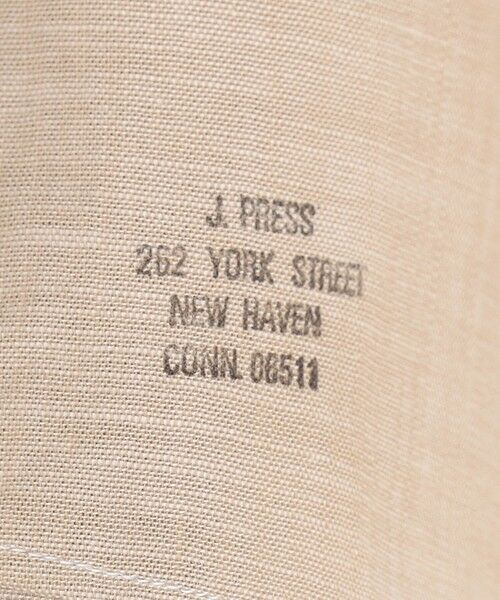 J. PRESS
262 YORK STREET
NEW HAVEN
CONN. 06511